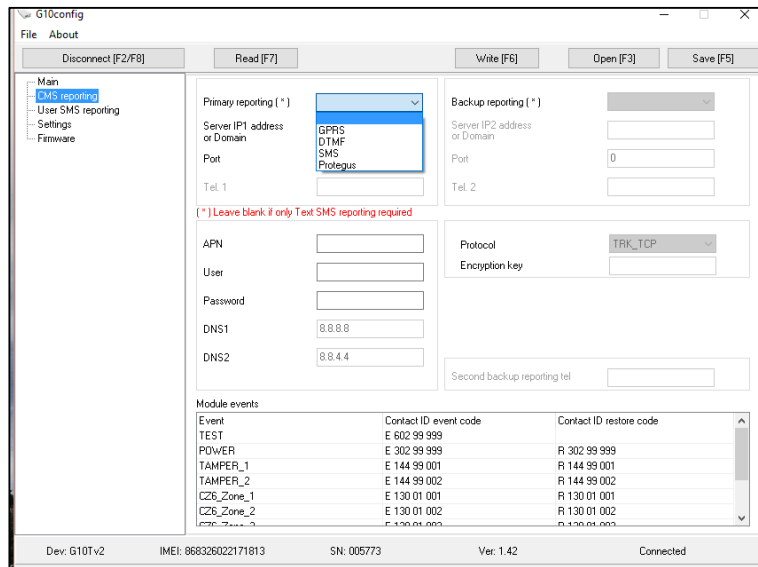 G10config
File About
Disconnect [F2/F8] Read [F7] Write [F6] Open [F3] Save [F5]
Main
CMS reporting
User SMS reporting
Settings
Firmware
Primary reporting ( * )
GPRS
DTMF
SMS
Protegus
Server IP1 address
or Domain
Port
Tel. 1
( * ) Leave blank if only Text SMS reporting required
Backup reporting ( * )
Server IP2 address
or Domain
Port 0
Tel. 2
APN
User
Password
DNS1 8.8.8.8
DNS2 8.8.4.4
Protocol TRK_TCP
Encryption key
Second backup reporting tel
Module events
Event Contact ID event code Contact ID restore code
TEST E 602 99 999
POWER E 302 99 999 R 302 99 999
TAMPER_1 E 144 99 001 R 144 99 001
TAMPER_2 E 144 99 002 R 144 99 002
CZ6_Zone_1 E 130 01 001 R 130 01 001
CZ6_Zone_2 E 130 01 002 R 130 01 002
Dev: G10Tv2 IMEI: 868326022171813 SN: 005773 Ver: 1.42 Connected